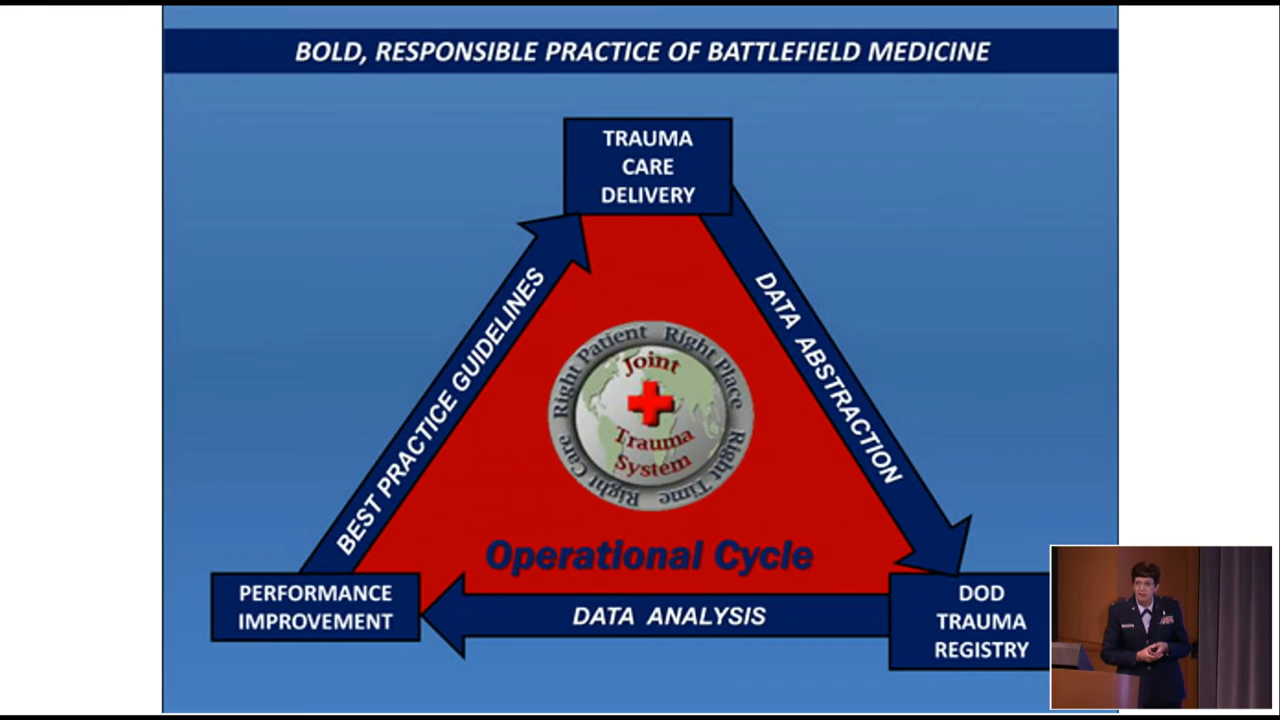 BOLD, RESPONSIBLE PRACTICE OF BATTLEFIELD MEDICINE
TRAUMA
CARE
DELIVERY
BEST PRACTICE GUIDELINES
DATA ABSTRACTION
Right Patient Right Place Right Time Right Care
Joint
Trauma
System
Operational Cycle
PERFORMANCE
IMPROVEMENT
DATA ANALYSIS
DOD
TRAUMA
REGISTRY